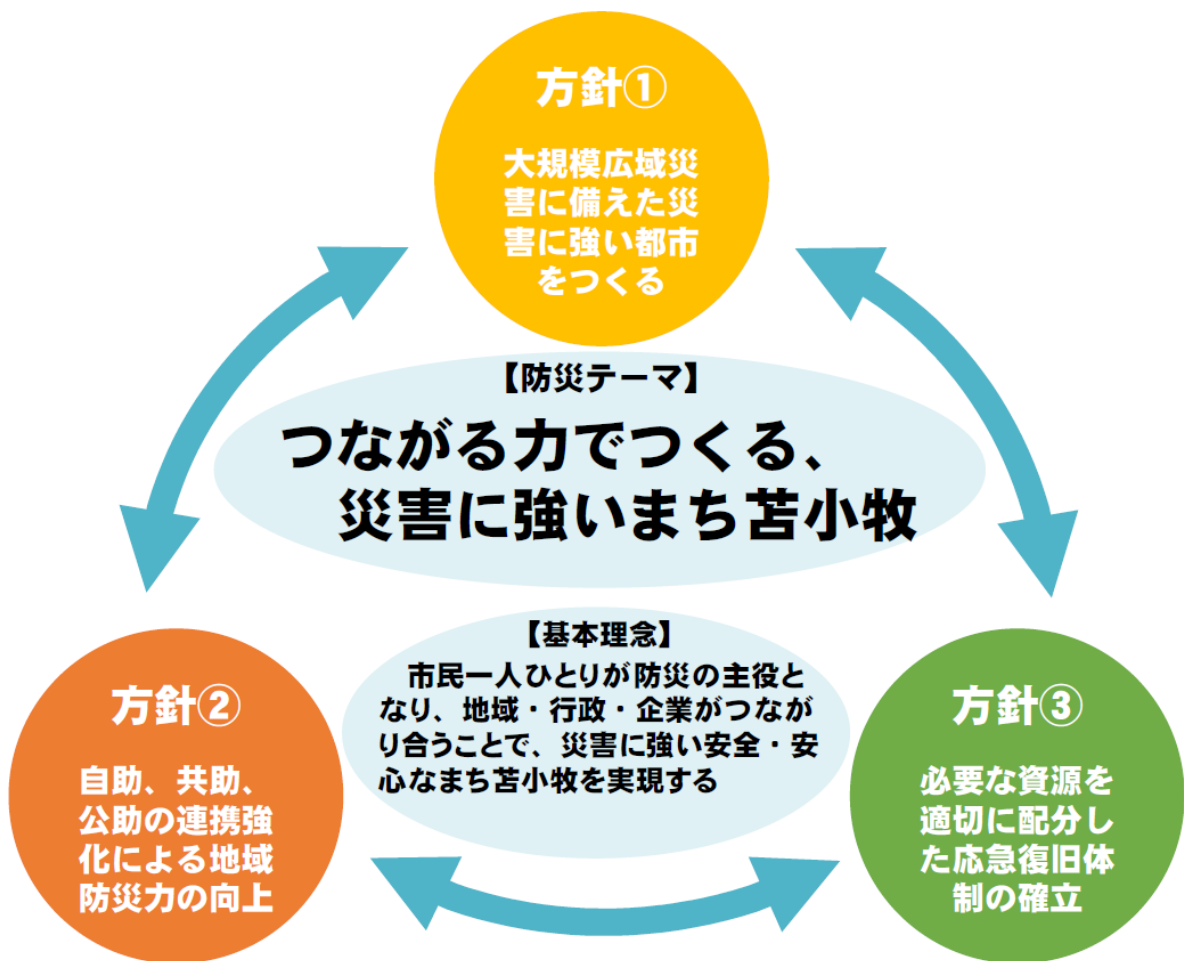 方針①
大規模広域災
害に備えた災
害に強い都市
をつくる
【防災テーマ】
つながる力でつくる、
災害に強いまち苫小牧
【基本理念】
市民一人ひとりが防災の主役と
なり、地域・行政・企業がつなが
り合うことで、災害に強い安全・安
心なまち苫小牧を実現する
方針②
自助、共助、
公助の連携強
化による地域
防災力の向上
方針③
必要な資源を
適切に配分し
た応急復旧体
制の確立